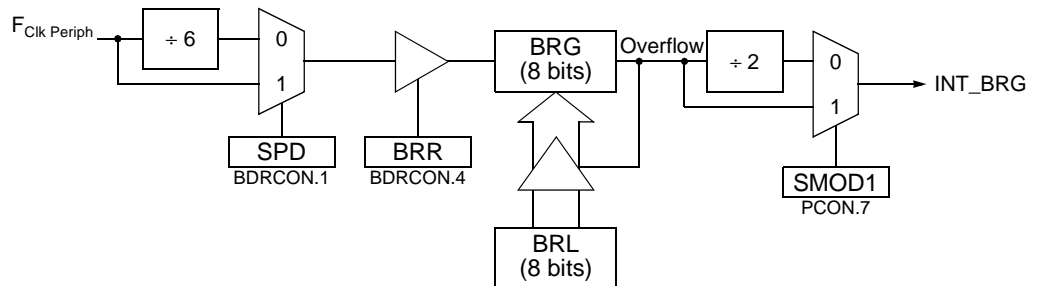 F Clk Periph
÷ 6
0
1
SPD
BDRCON.1
BRR
BDRCON.4
BRG
(8 bits)
Overflow
BRL
(8 bits)
÷ 2
0
1
SMOD1
PCON.7
INT_BRG